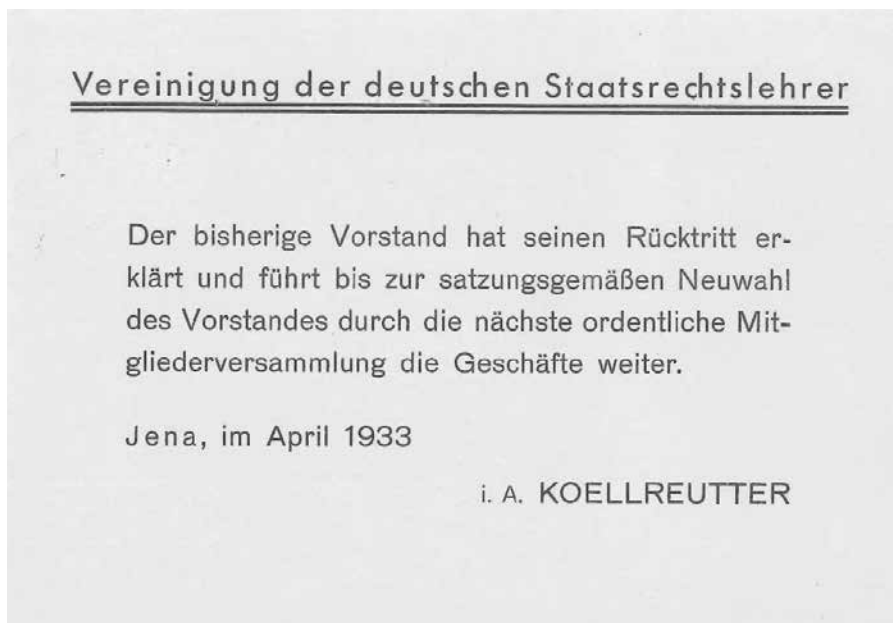 Vereinigung der deutschen Staatsrechtslehrer
Der bisherige Vorstand hat seinen Rücktritt er-
klärt und führt bis zur satzungsgemäßen Neuwahl
des Vorstandes durch die nächste ordentliche Mit-
gliederversammlung die Geschäfte weiter.
Jena, im April 1933
i. A. KOELLREUTTER